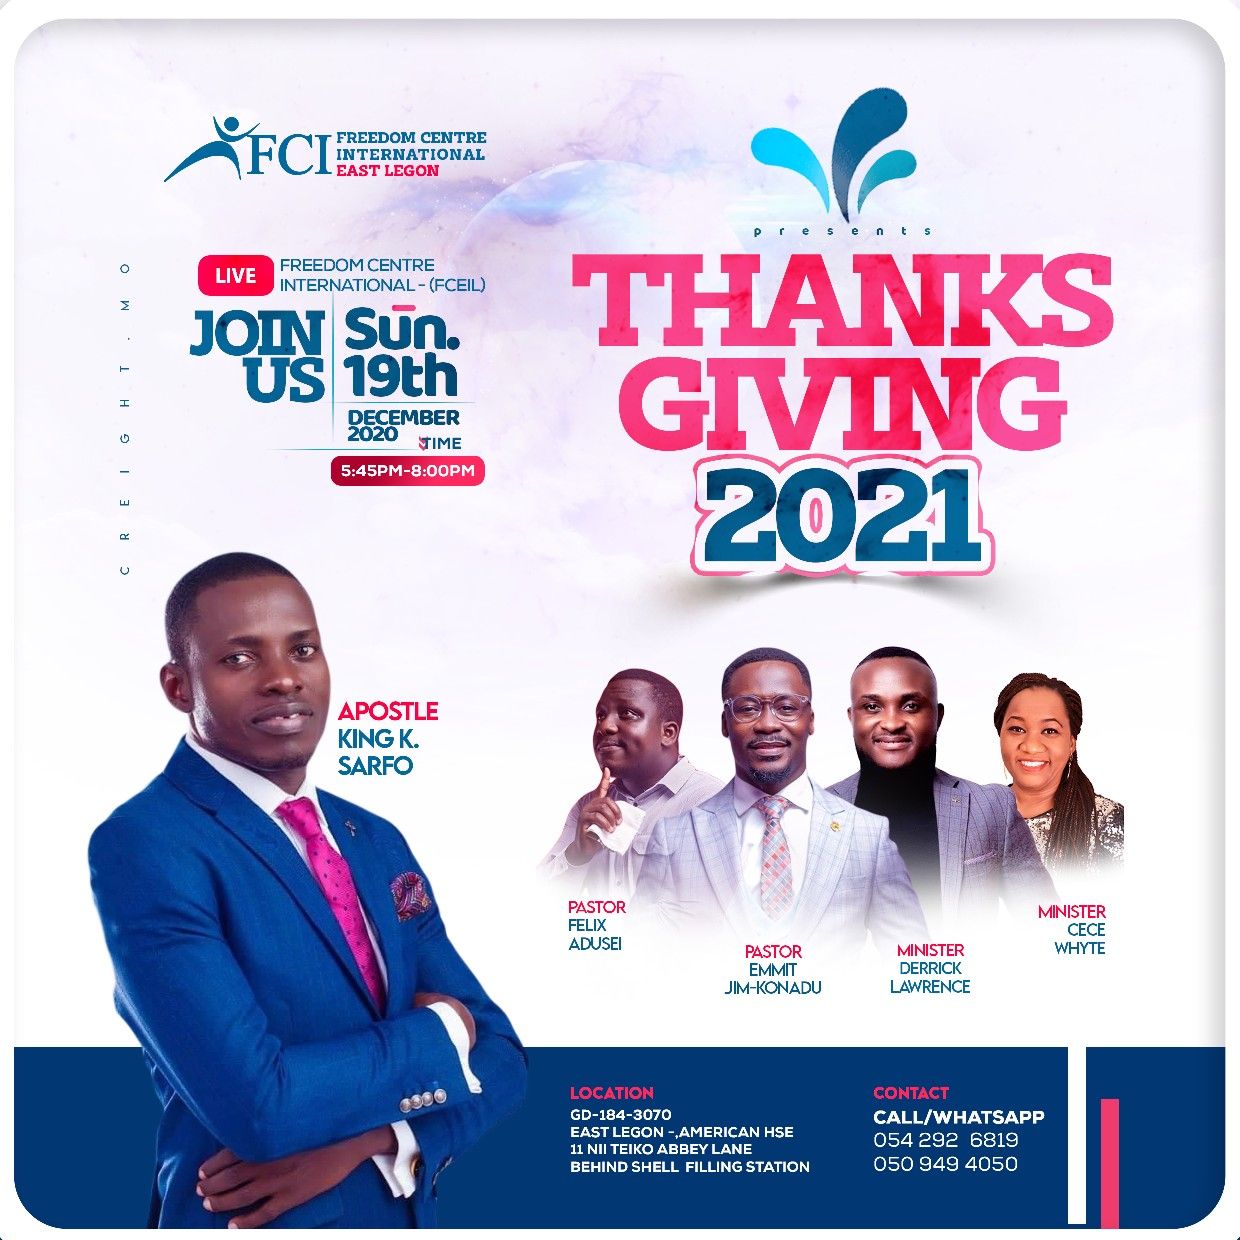 FCI
FREEDOM CENTRE
INTERNATIONAL
EAST LEGON
presents
THANKS
GIVING
2021
LIVE
FREEDOM CENTRE
INTERNATIONAL - (FCEIL)
JOIN
US
Sun.
19th
DECEMBER
2020
TIME
5:45PM-8:00PM
CREIGHT.MO
APOSTLE
KING K.
SARFO
PASTOR
FELIX
ADUSEI
PASTOR
EMMIT
JIM-KONADU
MINISTER
DERRICK
LAWRENCE
MINISTER
CECE
WHYTE
LOCATION
GD-184-3070
EAST LEGON -,AMERICAN HSE
11 NII TEIKO ABBEY LANE
BEHIND SHELL FILLING STATION
CONTACT
CALL/WHATSAPP
054 292 6819
050 949 4050